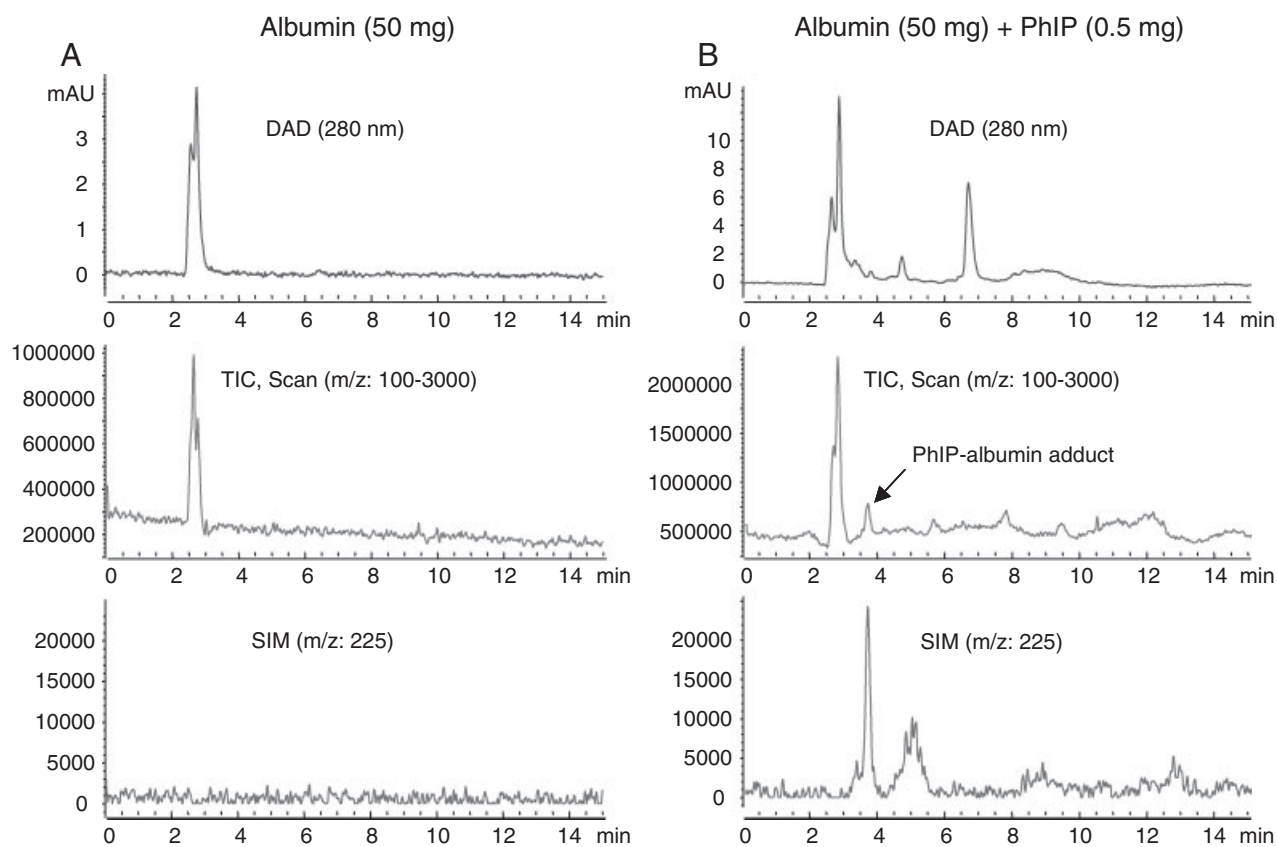 Albumin (50 mg)
A
mAU
DAD (280 nm)
3
2
1
0
0 2 4 6 8 10 12 14 min
TIC, Scan (m/z: 100-3000)
1000000
800000
600000
400000
200000
0 2 4 6 8 10 12 14 min
SIM (m/z: 225)
20000
15000
10000
5000
0
0 2 4 6 8 10 12 14 min
Albumin (50 mg) + PhIP (0.5 mg)
B
mAU
DAD (280 nm)
10
8
6
4
2
0
0 2 4 6 8 10 12 14 min
TIC, Scan (m/z: 100-3000)
2000000
1500000
PhIP-albumin adduct
1000000
500000
0 2 4 6 8 10 12 14 min
SIM (m/z: 225)
20000
15000
10000
5000
0
0 2 4 6 8 10 12 14 min